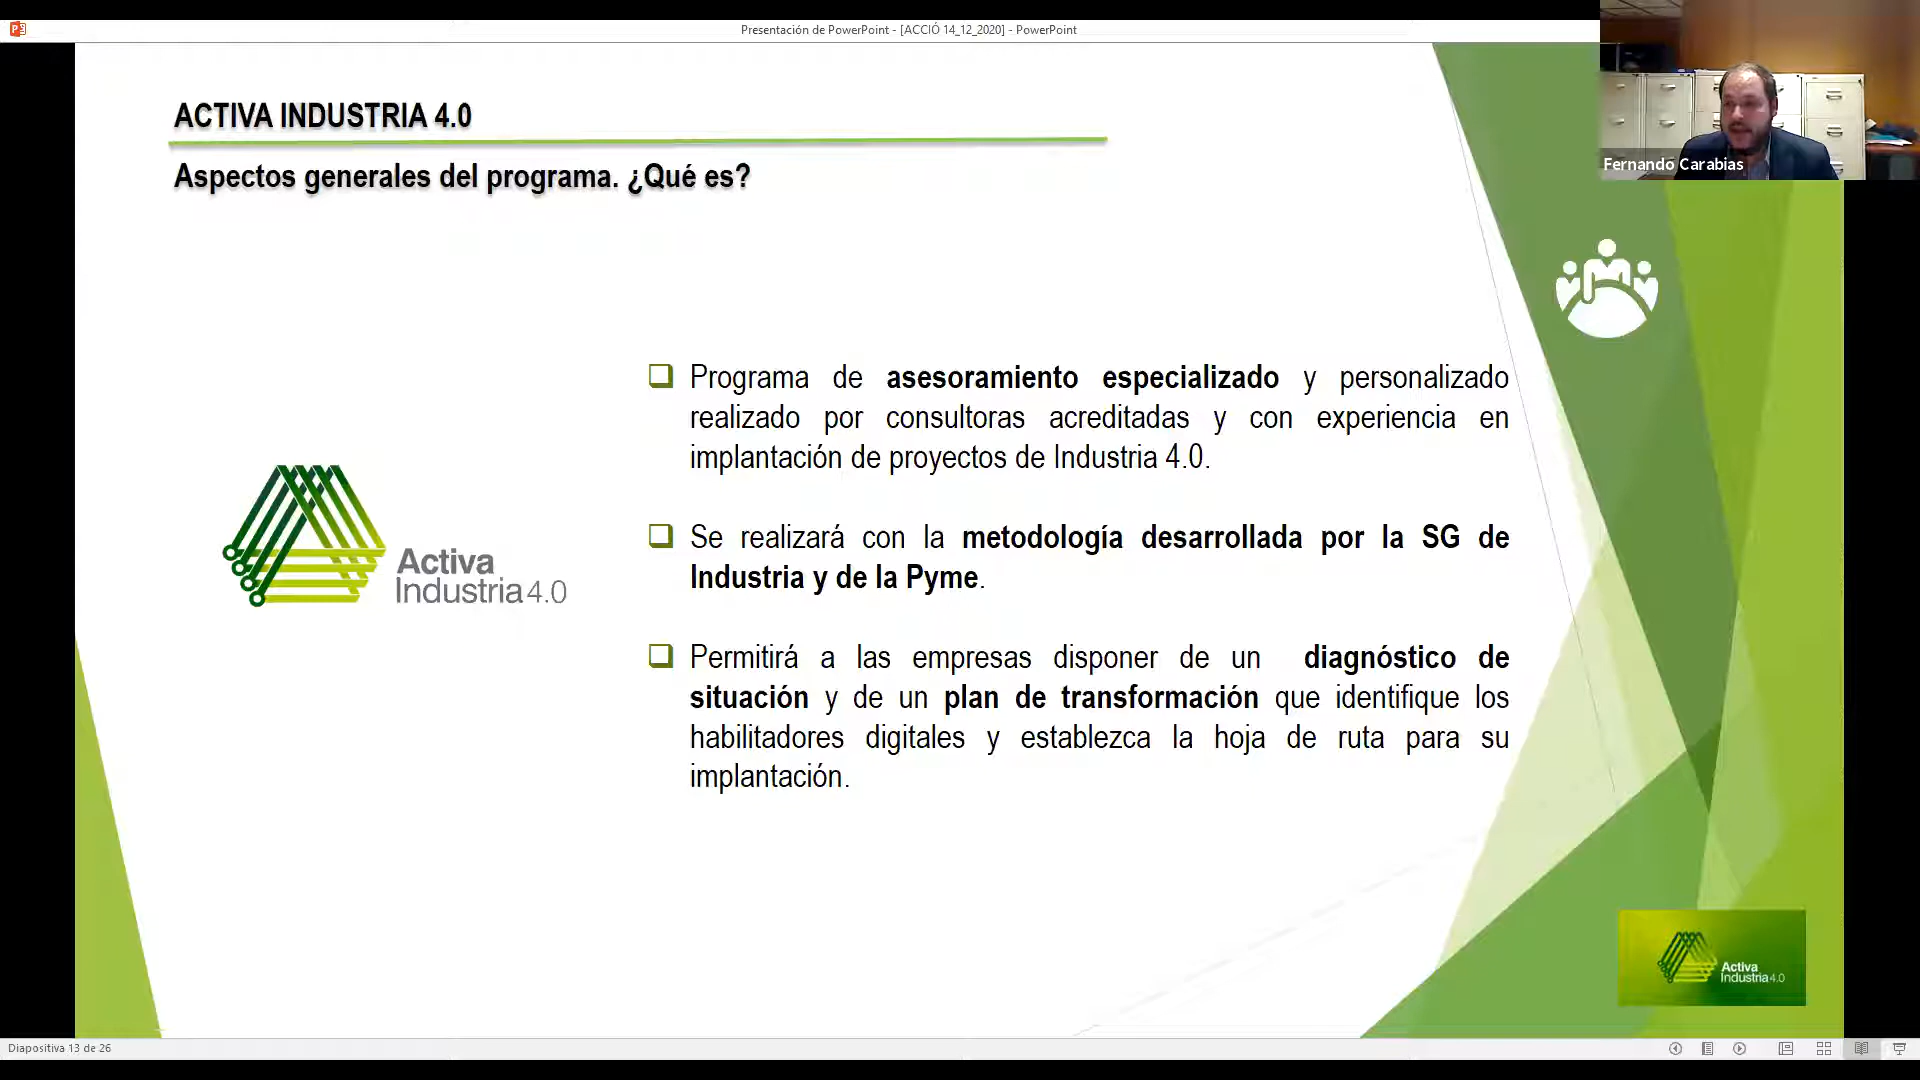 Presentación de PowerPoint - [ACCIÓ 14_12_2020] - PowerPoint
ACTIVA INDUSTRIA 4.0
Aspectos generales del programa. ¿Qué es?
Fernando Carabias
Programa de asesoramiento especializado y personalizado
realizado por consultoras acreditadas y con experiencia en
implantación de proyectos de Industria 4.0.
Se realizará con la metodología desarrollada por la SG de
Industria y de la Pyme.
Permitirá a las empresas disponer de un diagnóstico de
situación y de un plan de transformación que identifique los
habilitadores digitales y establezca la hoja de ruta para su
implantación.
Activa
Industria 4.0
Activa
Industria 4.0
Diapositiva 13 de 26